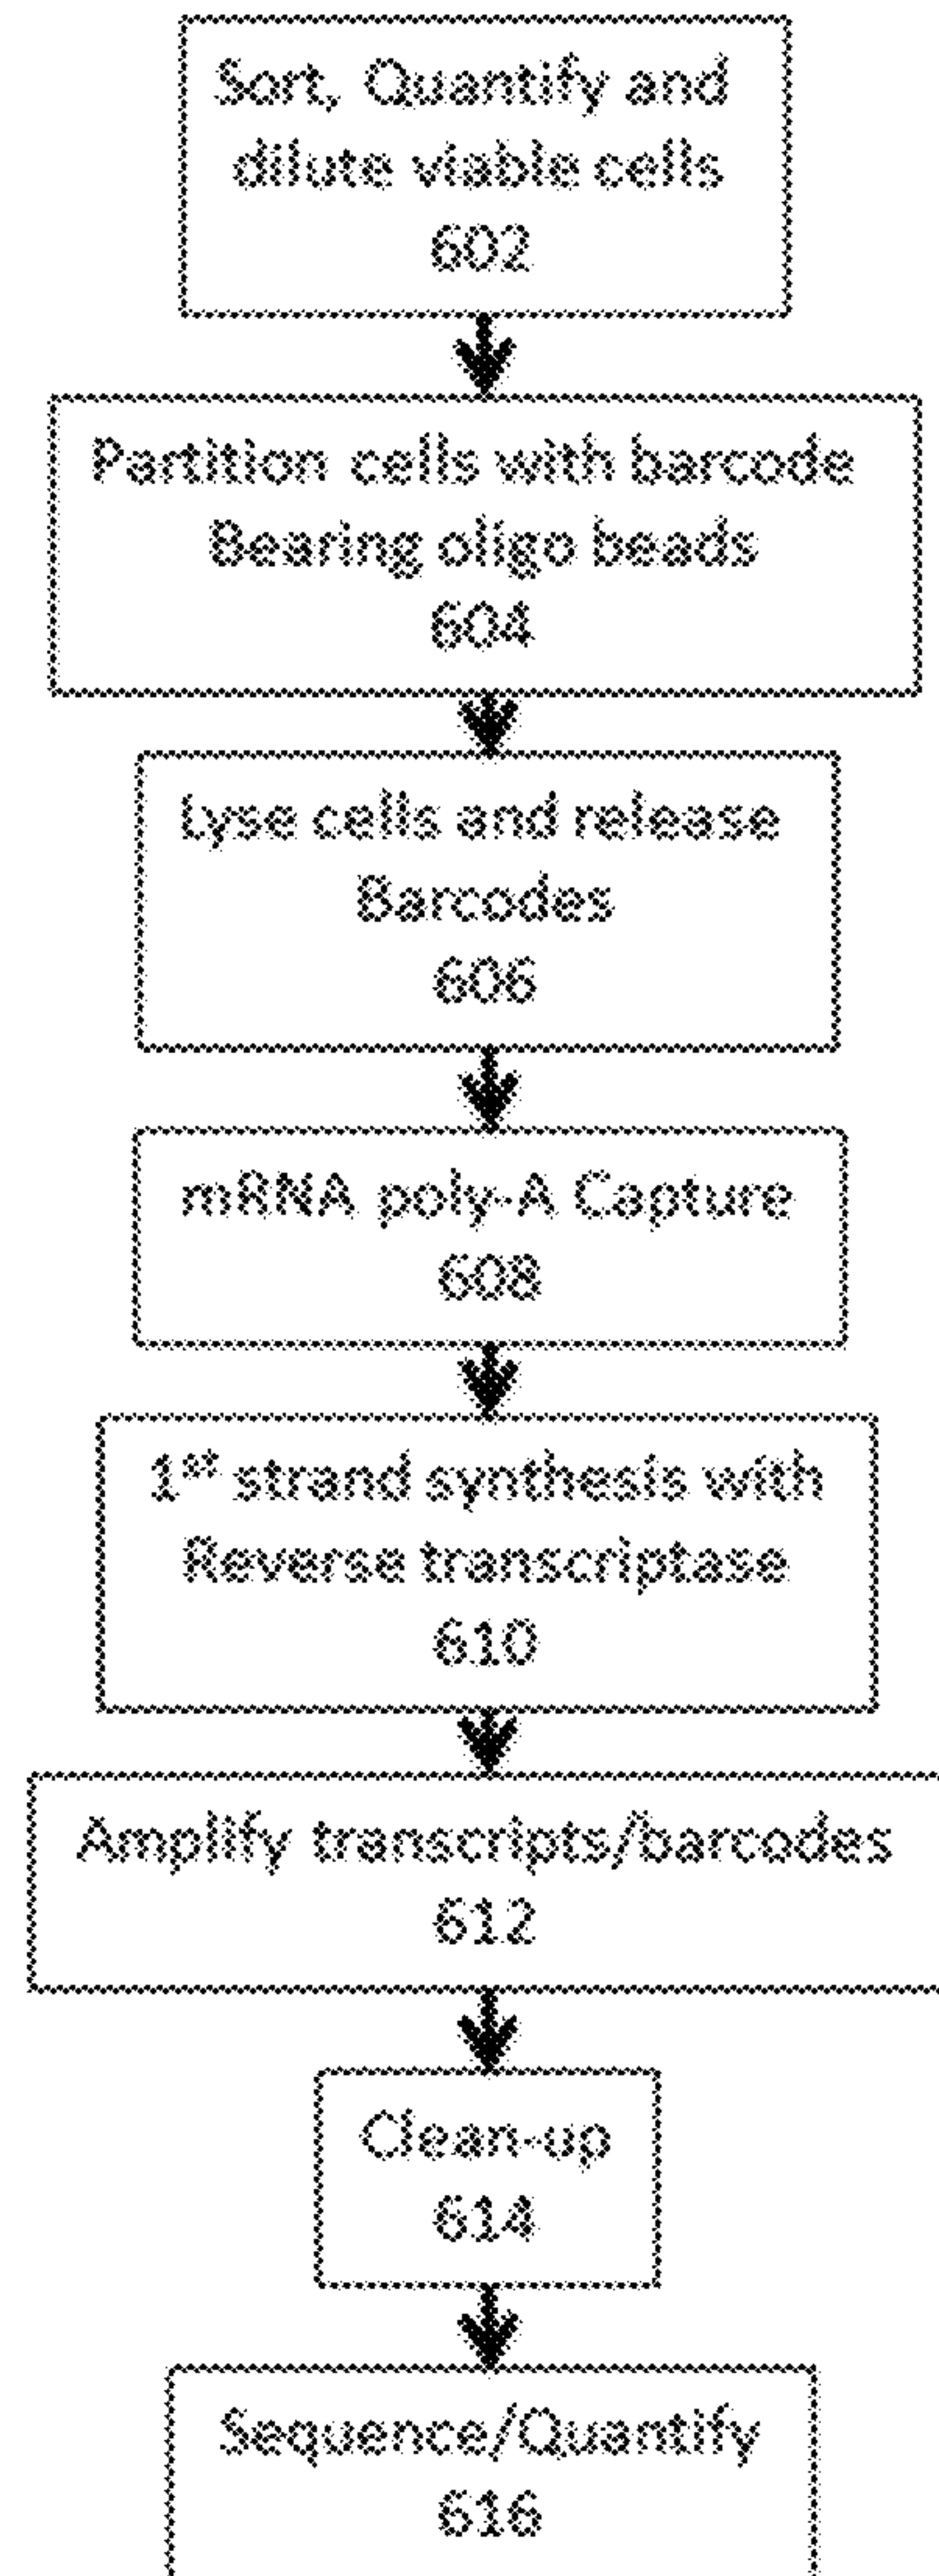 Sort, Quantify and
dilute viable cells
602
Partition cells with barcode
Bearing oligo beads
604
Lyse cells and release
Barcodes
606
mRNA poly-A Capture
608
1st strand synthesis with
Reverse transcriptase
610
Amplify transcripts/barcodes
612
Clean-up
614
Sequence/Quantify
616